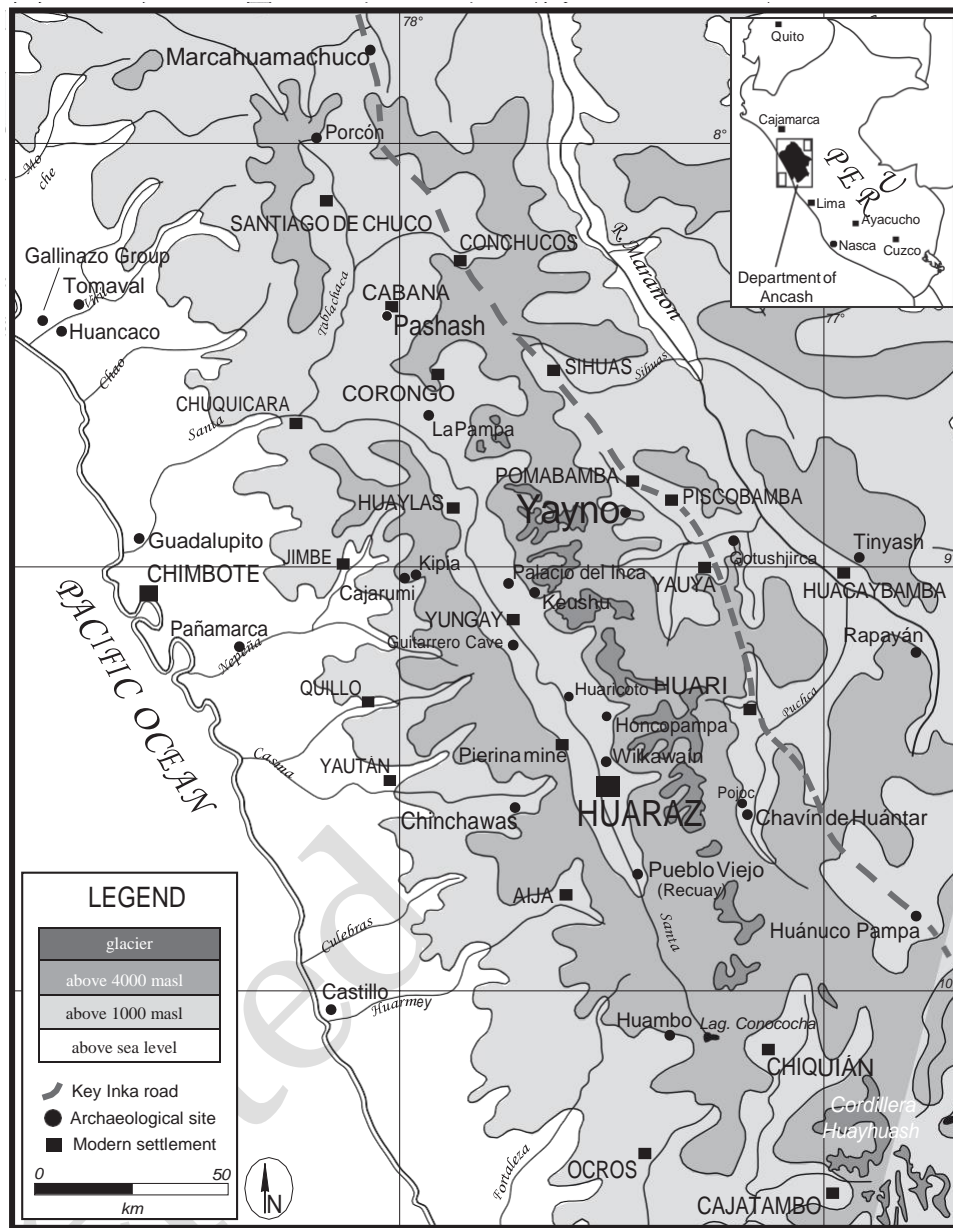 78°
Marcahuamachuco
Quito
Porcón
Cajamarca
8°
Mo
che
PERU
Lima
Ayacucho
SANTIAGO DE CHUCO
Nasca
Cuzco
CONCHUCOS
R. Marañon
Gallinazo Group
Department of
Ancash
Tomaval
Virú
Tablachaca
CABANA
77°
Pashash
Huancaco
Chao
SIHUAS
Sihuas
CORONGO
CHUQUICARA
La Pampa
Santa
POMABAMBA
PISCOBAMBA
HUAYLAS
Yayno
Guadalupito
Gotushjirca
Tinyash
JIMBE
Kipla
9
CHIMBOTE
Cajarumi
Palacio del Inca
YAUYA
HUACAYBAMBA
Keushu
PACIFIC OCEAN
YUNGAY
Pañamarca
Guitarrero Cave
Rapayán
Nepeña
QUILLO
Huaricoto
HUARI
Puchca
Honcopampa
Casma
Pierina mine
Wilkawain
YAUTÁN
HUARAZ
Pojoc
Chinchawas
Chavín de Huántar
Pueblo Viejo
(Recuay)
AIJA
Santa
Huánuco Pampa
Culebras
10
Castillo
Huarmey
Huambo
Lag. Conococha
CHIQUIÁN
Cordillera
Huayhuash
Fortaleza
OCROS
CAJATAMBO
LEGEND
glacier
above 4000 masl
above 1000 masl
above sea level
Key Inka road
Archaeological site
Modern settlement
0 50
km
N